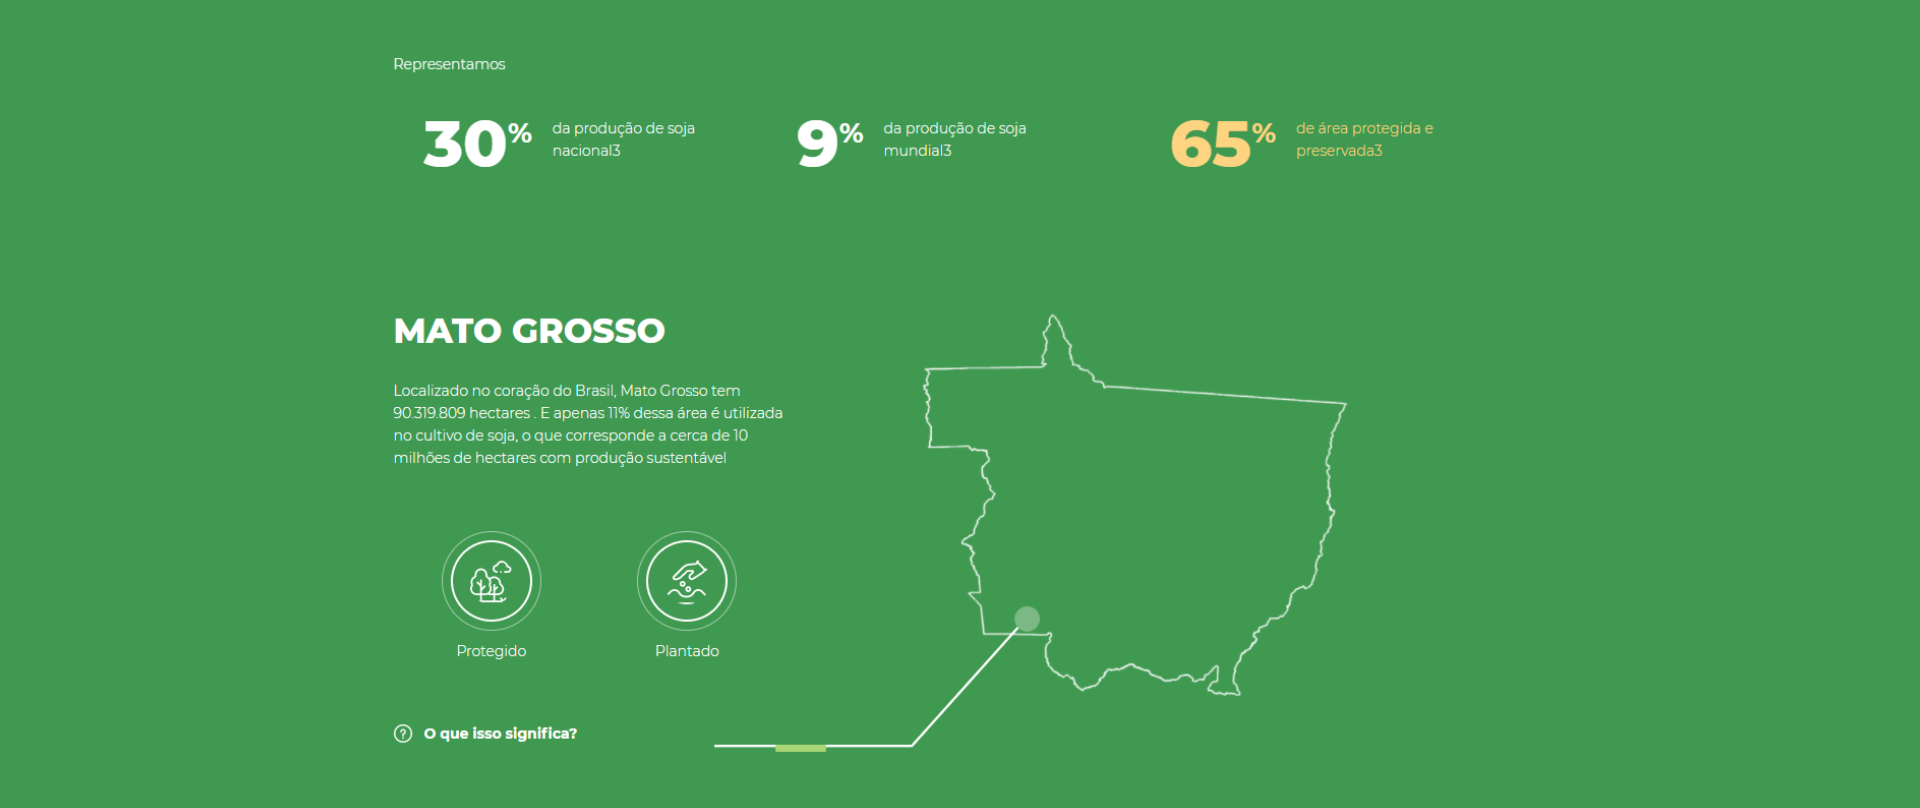 Representamos
30% da produção de soja
nacional3
9% da produção de soja
mundial3
65% de área protegida e
preservada3
MATO GROSSO
Localizado no coração do Brasil, Mato Grosso tem
90.319.809 hectares . E apenas 11% dessa área é utilizada
no cultivo de soja, o que corresponde a cerca de 10
milhões de hectares com produção sustentável
Protegido
Plantado
? O que isso significa?